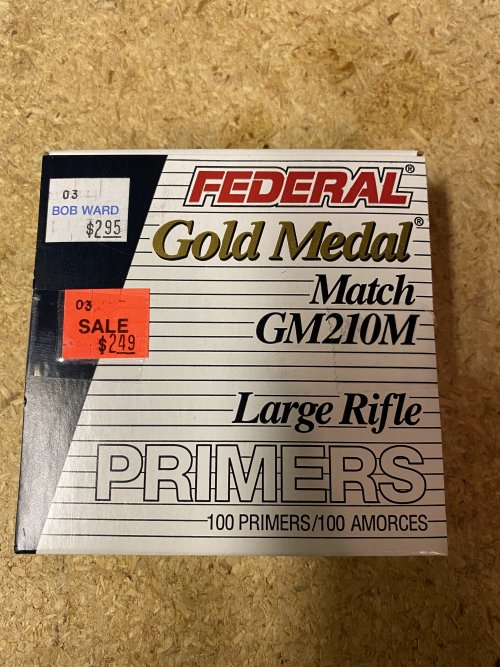 03
BOB WARD
$2.95
03
SALE
$2.49
FEDERAL®
Gold Medal®
Match
GM210M
Large Rifle
PRIMERS
100 PRIMERS/100 AMORCES